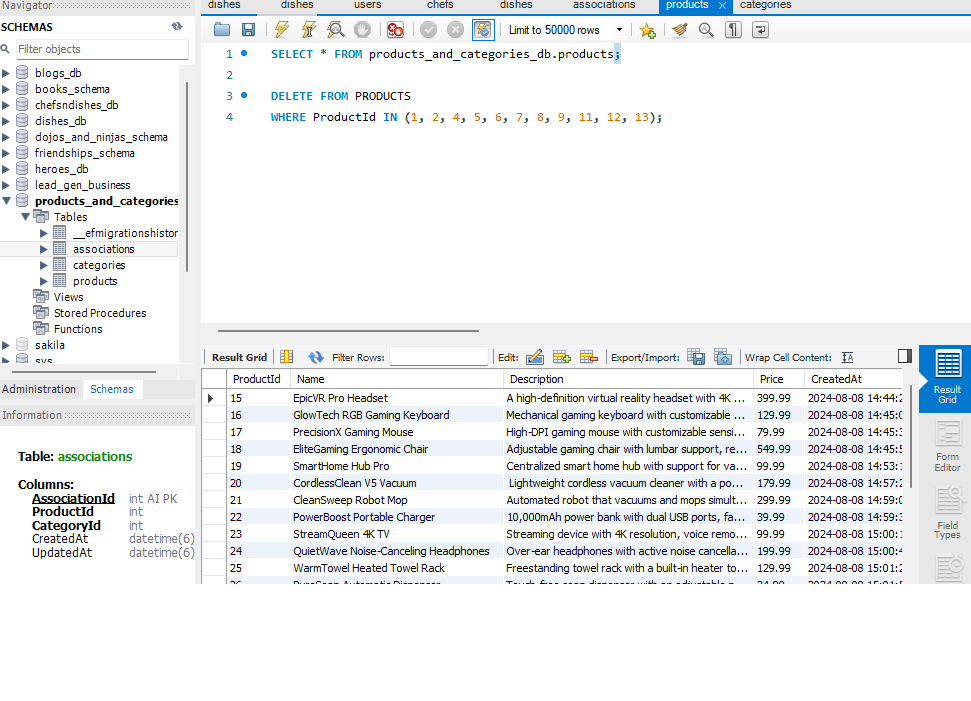 Navigator
dishes dishes users chefs dishes associations products categories
SCHEMAS
Filter objects
Limit to 50000 rows
blogs_db
books_schema
chefsndishes_db
dishes_db
dojos_and_ninjas_schema
friendships_schema
heroes_db
lead_gen_business
products_and_categories
Tables
__efmigrationshistor
associations
categories
products
Views
Stored Procedures
Functions
sakila
sys
Administration Schemas
Information
Table: associations
Columns:
AssociationId int AI PK
ProductId int
CategoryId int
CreatedAt datetime(6)
UpdatedAt datetime(6)
1 SELECT * FROM products_and_categories_db.products;
2
3 DELETE FROM PRODUCTS
4 WHERE ProductId IN (1, 2, 4, 5, 6, 7, 8, 9, 11, 12, 13);
Result Grid Filter Rows: Edit: Export/Import: Wrap Cell Content: IA
ProductId Name Description Price CreatedAt
15 EpicVR Pro Headset A high-definition virtual reality headset with 4K ... 399.99 2024-08-08 14:44:2
16 GlowTech RGB Gaming Keyboard Mechanical gaming keyboard with customizable ... 129.99 2024-08-08 14:45:0
17 PrecisionX Gaming Mouse High-DPI gaming mouse with customizable sensi... 79.99 2024-08-08 14:45:3
18 EliteGaming Ergonomic Chair Adjustable gaming chair with lumbar support, re... 549.99 2024-08-08 14:45:5
19 SmartHome Hub Pro Centralized smart home hub with support for va... 99.99 2024-08-08 14:53:1
20 CordlessClean V5 Vacuum Lightweight cordless vacuum cleaner with a po... 179.99 2024-08-08 14:57:2
21 CleanSweep Robot Mop Automated robot that vacuums and mops simult... 299.99 2024-08-08 14:59:0
22 PowerBoost Portable Charger 10,000mAh power bank with dual USB ports, fa... 39.99 2024-08-08 14:59:3
23 StreamQueen 4K TV Streaming device with 4K resolution, voice remo... 99.99 2024-08-08 15:00:1
24 QuietWave Noise-Canceling Headphones Over-ear headphones with active noise cancella... 199.99 2024-08-08 15:00:4
25 WarmTowel Heated Towel Rack Freestanding towel rack with a built-in heater to... 129.99 2024-08-08 15:01:2
Result
Grid
Form
Editor
Field
Types